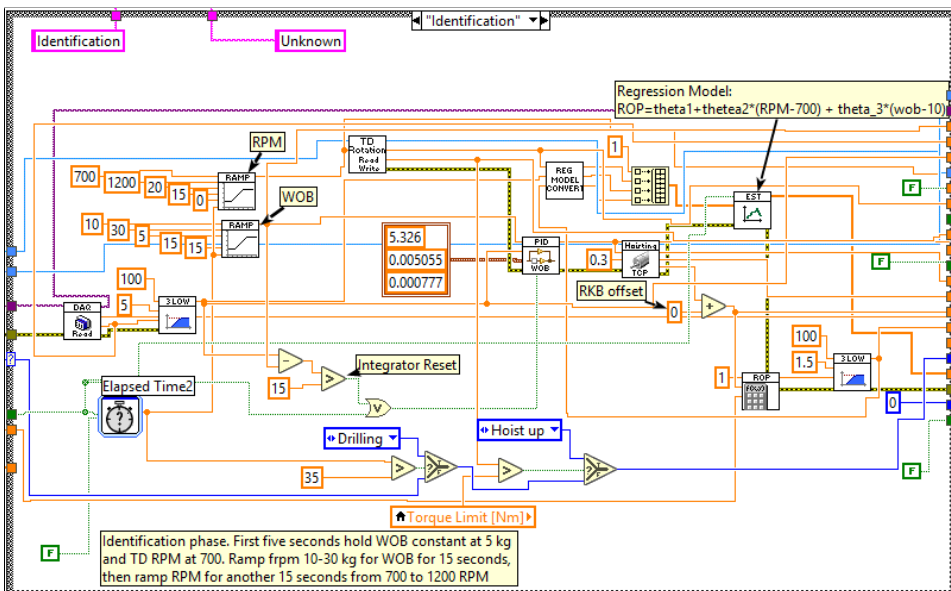 "Identification"
Identification
Unknown
Regression Model:
ROP=theta1+thetea2*(RPM-700) + theta_3*(wob-10)
TD
Rotation
Read
Write
RPM
1
700
1200
20
15
0
RAMP
REG
MODEL
CONVERT
F
EST
WOB
10
30
5
15
15
RAMP
5.326
0.005055
0.000777
PID
WOB
0.3
Hoisting
TCP
F
RKB offset
0
+
100
5
3LOW
DAQ
Read
100
1.5
3LOW
-
>
Integrator Reset
15
V
1
ROP
0
Elapsed Time2
?
Drilling
Hoist up
35
>
?
T
F
>
?
F
Torque Limit [Nm]
F
Identification phase. First five seconds hold WOB constant at 5 kg
and TD RPM at 700. Ramp frpm 10-30 kg for WOB for 15 seconds,
then ramp RPM for another 15 seconds from 700 to 1200 RPM